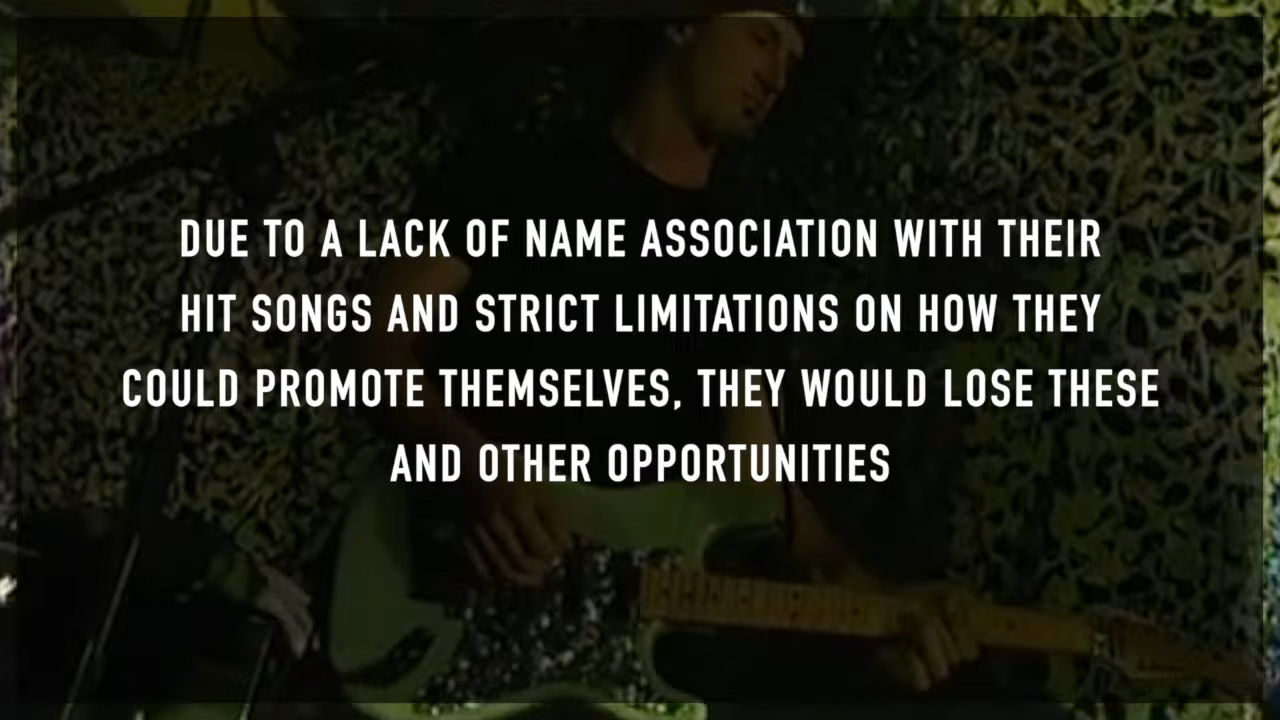 DUE TO A LACK OF NAME ASSOCIATION WITH THEIR
HIT SONGS AND STRICT LIMITATIONS ON HOW THEY
COULD PROMOTE THEMSELVES, THEY WOULD LOSE THESE
AND OTHER OPPORTUNITIES